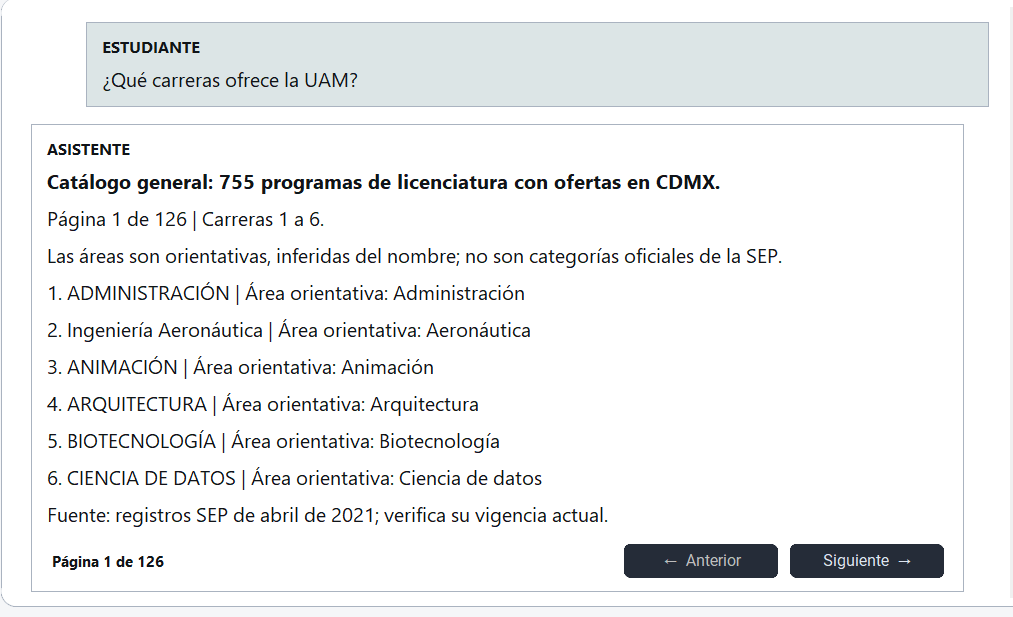 ESTUDIANTE
¿Qué carreras ofrece la UAM?
ASISTENTE
Catálogo general: 755 programas de licenciatura con ofertas en CDMX.
Página 1 de 126 | Carreras 1 a 6.
Las áreas son orientativas, inferidas del nombre; no son categorías oficiales de la SEP.
1. ADMINISTRACIÓN | Área orientativa: Administración
2. Ingeniería Aeronáutica | Área orientativa: Aeronáutica
3. ANIMACIÓN | Área orientativa: Animación
4. ARQUITECTURA | Área orientativa: Arquitectura
5. BIOTECNOLOGÍA | Área orientativa: Biotecnología
6. CIENCIA DE DATOS | Área orientativa: Ciencia de datos
Fuente: registros SEP de abril de 2021; verifica su vigencia actual.
Página 1 de 126 ← Anterior Siguiente →